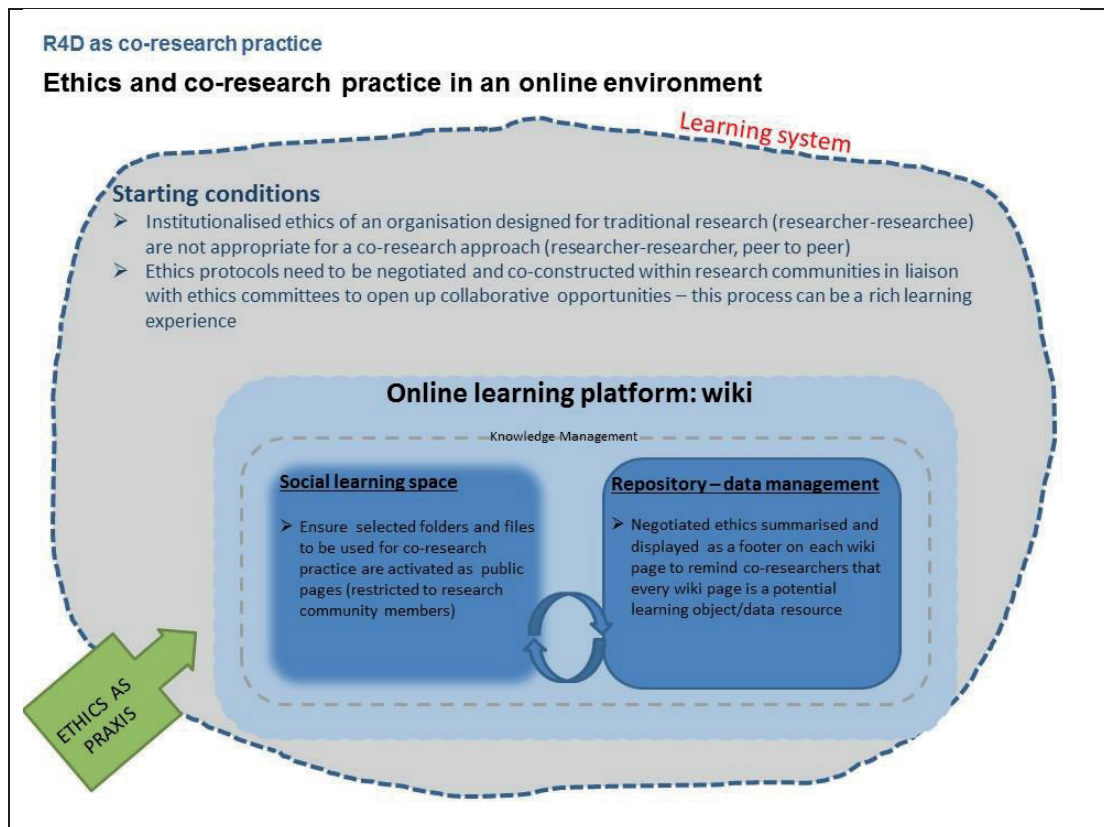 R4D as co-research practice
Ethics and co-research practice in an online environment
Learning system
Starting conditions
➢ Institutionalised ethics of an organisation designed for traditional research (researcher-researchee)
are not appropriate for a co-research approach (researcher-researcher, peer to peer)
➢ Ethics protocols need to be negotiated and co-constructed within research communities in liaison
with ethics committees to open up collaborative opportunities – this process can be a rich learning
experience
Online learning platform: wiki
Knowledge Management
Social learning space
➢ Ensure selected folders and files
to be used for co-research
practice are activated as public
pages (restricted to research
community members)
Repository – data management
➢ Negotiated ethics summarised and
displayed as a footer on each wiki
page to remind co-researchers that
every wiki page is a potential
learning object/data resource
ETHICS AS
PRAXIS